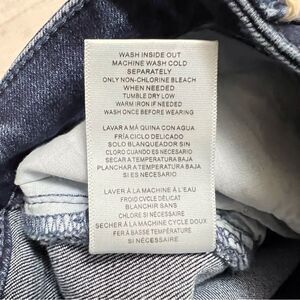 WASH INSIDE OUT
MACHINE WASH COLD
SEPARATELY
ONLY NON-CHLORINE BLEACH
WHEN NEEDED
TUMBLE DRY LOW
WARM IRON IF NEEDED
WASH ONCE BEFORE WEARING
LAVAR A MÁ QUINA CON AGUA
FRÍA CICLO DELICADO
SOLO BLANQUEADOR SIN
CLORO CUANDO ES NECESARIO
SECAR A TEMPERATURA BAJA
PLANCHAR A TEMPERATURA BAJA
SI ES NECESARIO
LAVER À LA MACHINE À L'EAU
FROID CYCLE DÉLICAT
BLANCHIR SANS
CHLORE SI NÉCESSAIRE
SÉCHER À LA MACHINE CYCLE DOUX
FER À BASSE TEMPÉRATURE
SI NÉCESSAIRE